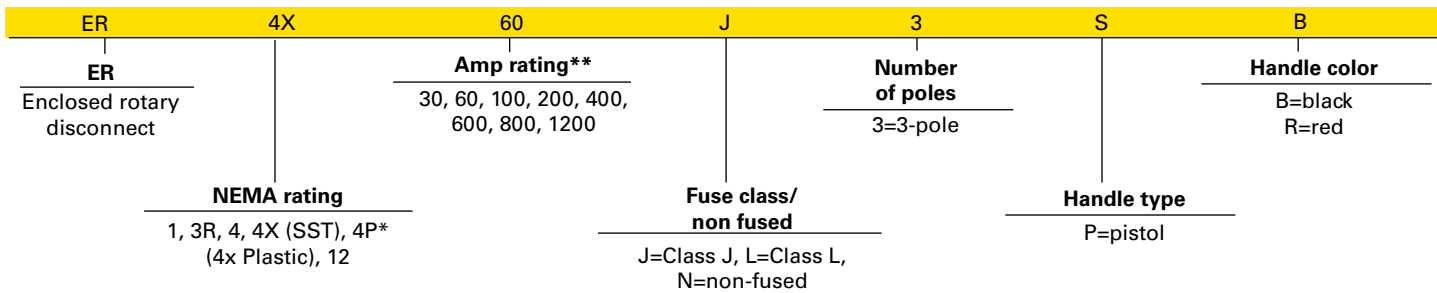 ER 4X 60 J 3 S B
ER
Enclosed rotary
disconnect
NEMA rating
1, 3R, 4, 4X (SST), 4P*
(4x Plastic), 12
Amp rating**
30, 60, 100, 200, 400,
600, 800, 1200
Fuse class/
non fused
J=Class J, L=Class L,
N=non-fused
Number
of poles
3=3-pole
Handle type
P=pistol
Handle color
B=black
R=red